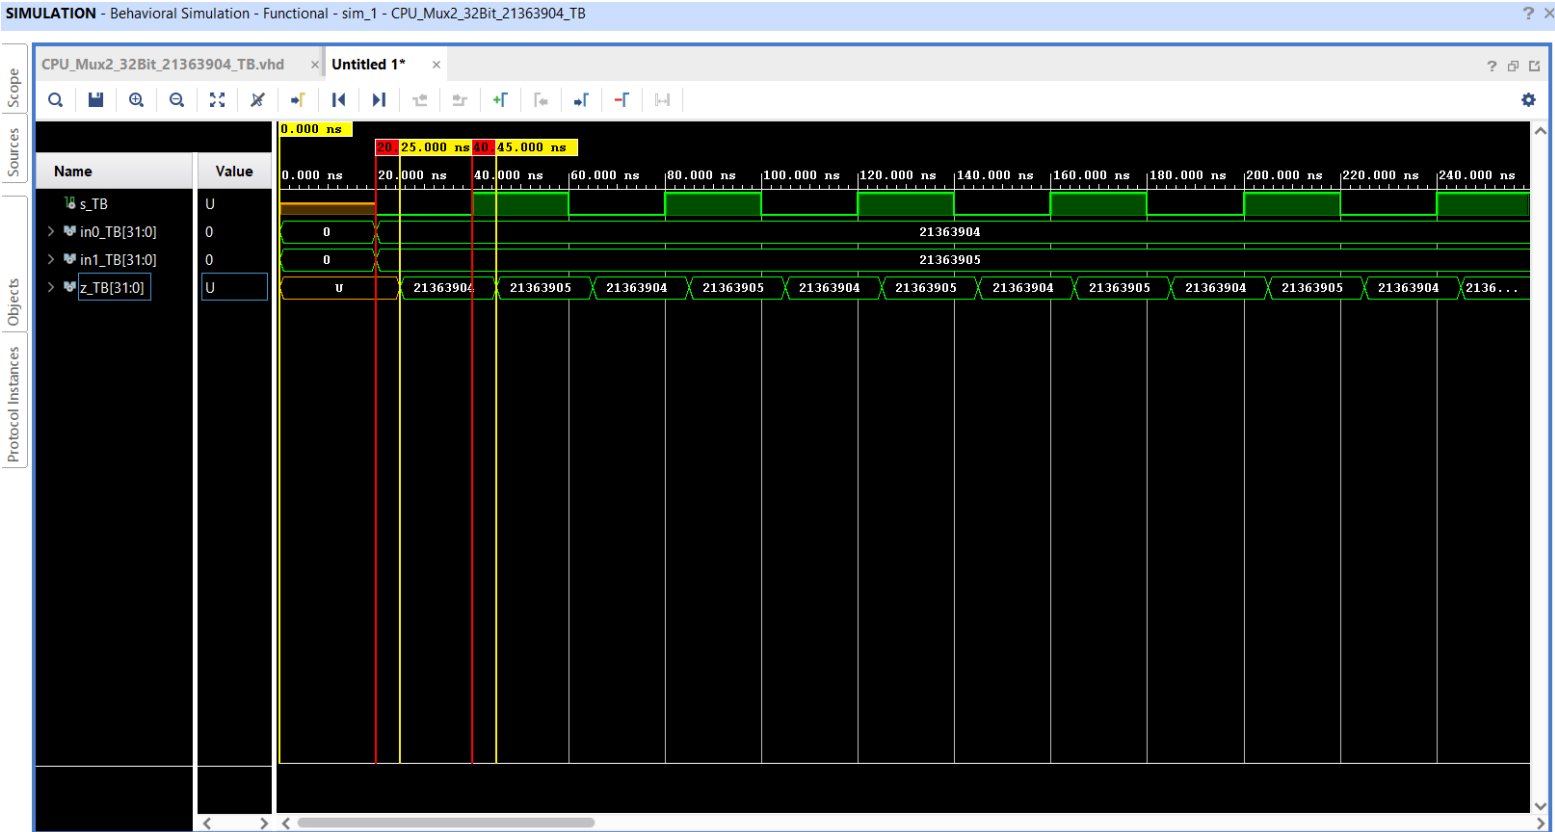 SIMULATION - Behavioral Simulation - Functional - sim_1 - CPU_Mux2_32Bit_21363904_TB
CPU_Mux2_32Bit_21363904_TB.vhd
Untitled 1*
Scope
Sources
Objects
Protocol Instances
0.000 ns
20. 25.000 ns 40. 45.000 ns
Name Value 0.000 ns 20.000 ns 40.000 ns 60.000 ns 80.000 ns 100.000 ns 120.000 ns 140.000 ns 160.000 ns 180.000 ns 200.000 ns 220.000 ns 240.000 ns
s_TB U
in0_TB[31:0] 0 0 21363904
in1_TB[31:0] 0 0 21363905
z_TB[31:0] U U 21363904 21363905 21363904 21363905 21363904 21363905 21363904 21363905 21363904 21363905 21363904 2136...